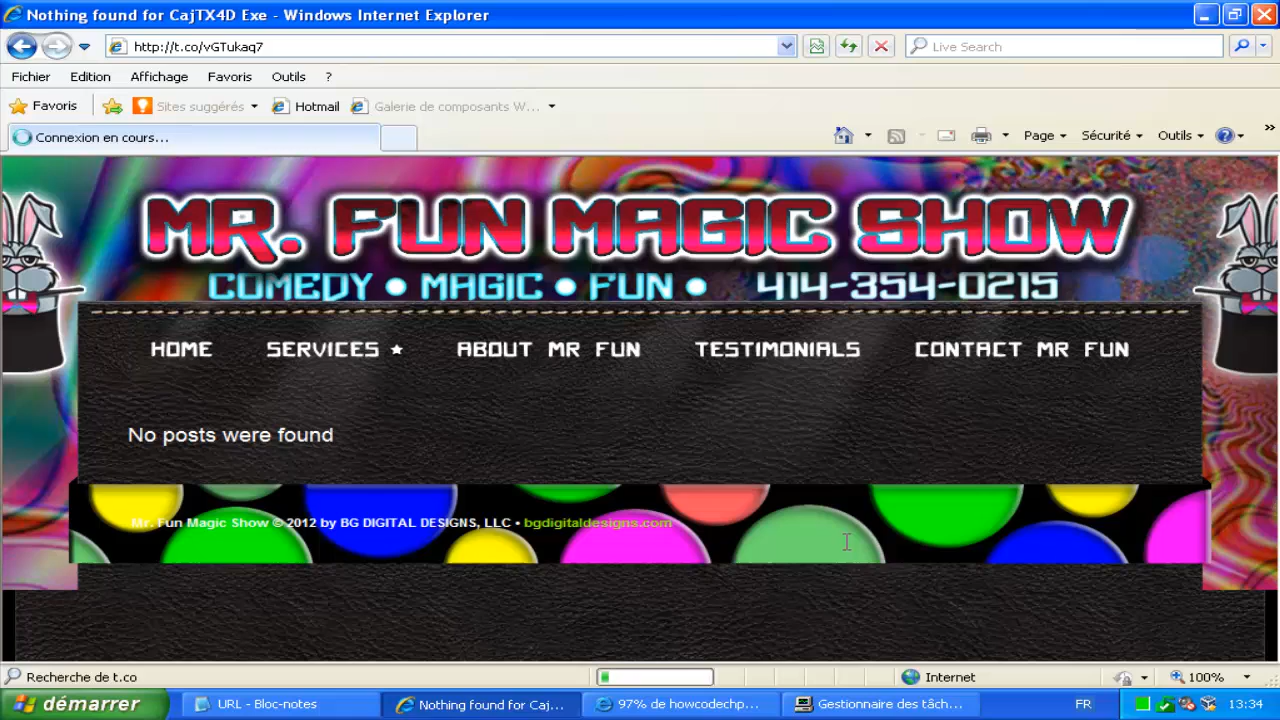 Nothing found for CajTX4D Exe - Windows Internet Explorer
http://t.co/vGTukaq7
Live Search
Fichier Edition Affichage Favoris Outils ?
Favoris Sites suggérés Hotmail Galerie de composants W...
Connexion en cours... Page Sécurité Outils »
MR. FUN MAGIC SHOW
COMEDY • MAGIC • FUN • 414-354-0215
HOME SERVICES ★ ABOUT MR FUN TESTIMONIALS CONTACT MR FUN
No posts were found
Mr. Fun Magic Show © 2012 by BG DIGITAL DESIGNS, LLC • bgdigitaldesigns.com
Recherche de t.co Internet 100%
démarrer URL - Bloc-notes Nothing found for Caj... 97% de howcodechp... Gestionnaire des tâch... FR 13:34